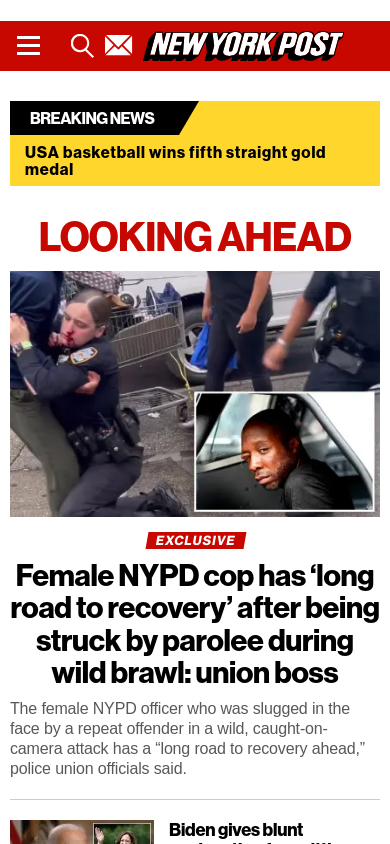 NEW YORK POST
BREAKING NEWS
USA basketball wins fifth straight gold
medal
LOOKING AHEAD
EXCLUSIVE
Female NYPD cop has ‘long
road to recovery’ after being
struck by parolee during
wild brawl: union boss
The female NYPD officer who was slugged in the
face by a repeat offender in a wild, caught-on-
camera attack has a “long road to recovery ahead,”
police union officials said.
Biden gives blunt